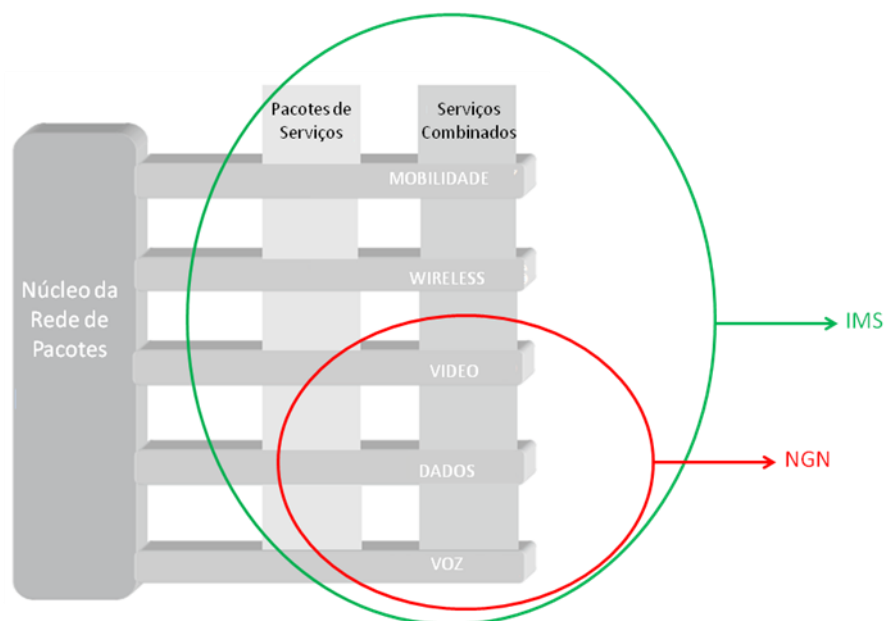 Pacotes de
Serviços
Serviços
Combinados
MOBILIDADE
Núcleo da
Rede de
Pacotes
WIRELESS
IMS
VIDEO
NGN
DADOS
VOZ